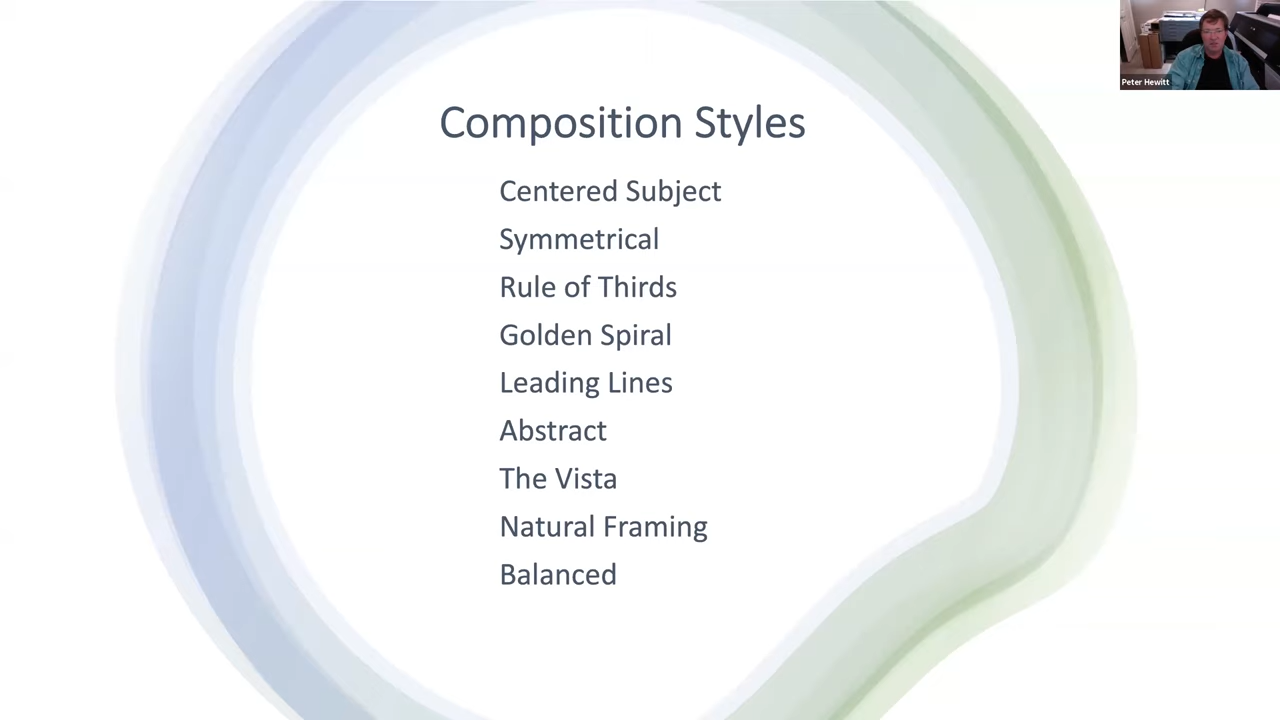 Composition Styles
Centered Subject
Symmetrical
Rule of Thirds
Golden Spiral
Leading Lines
Abstract
The Vista
Natural Framing
Balanced
Peter Hewitt